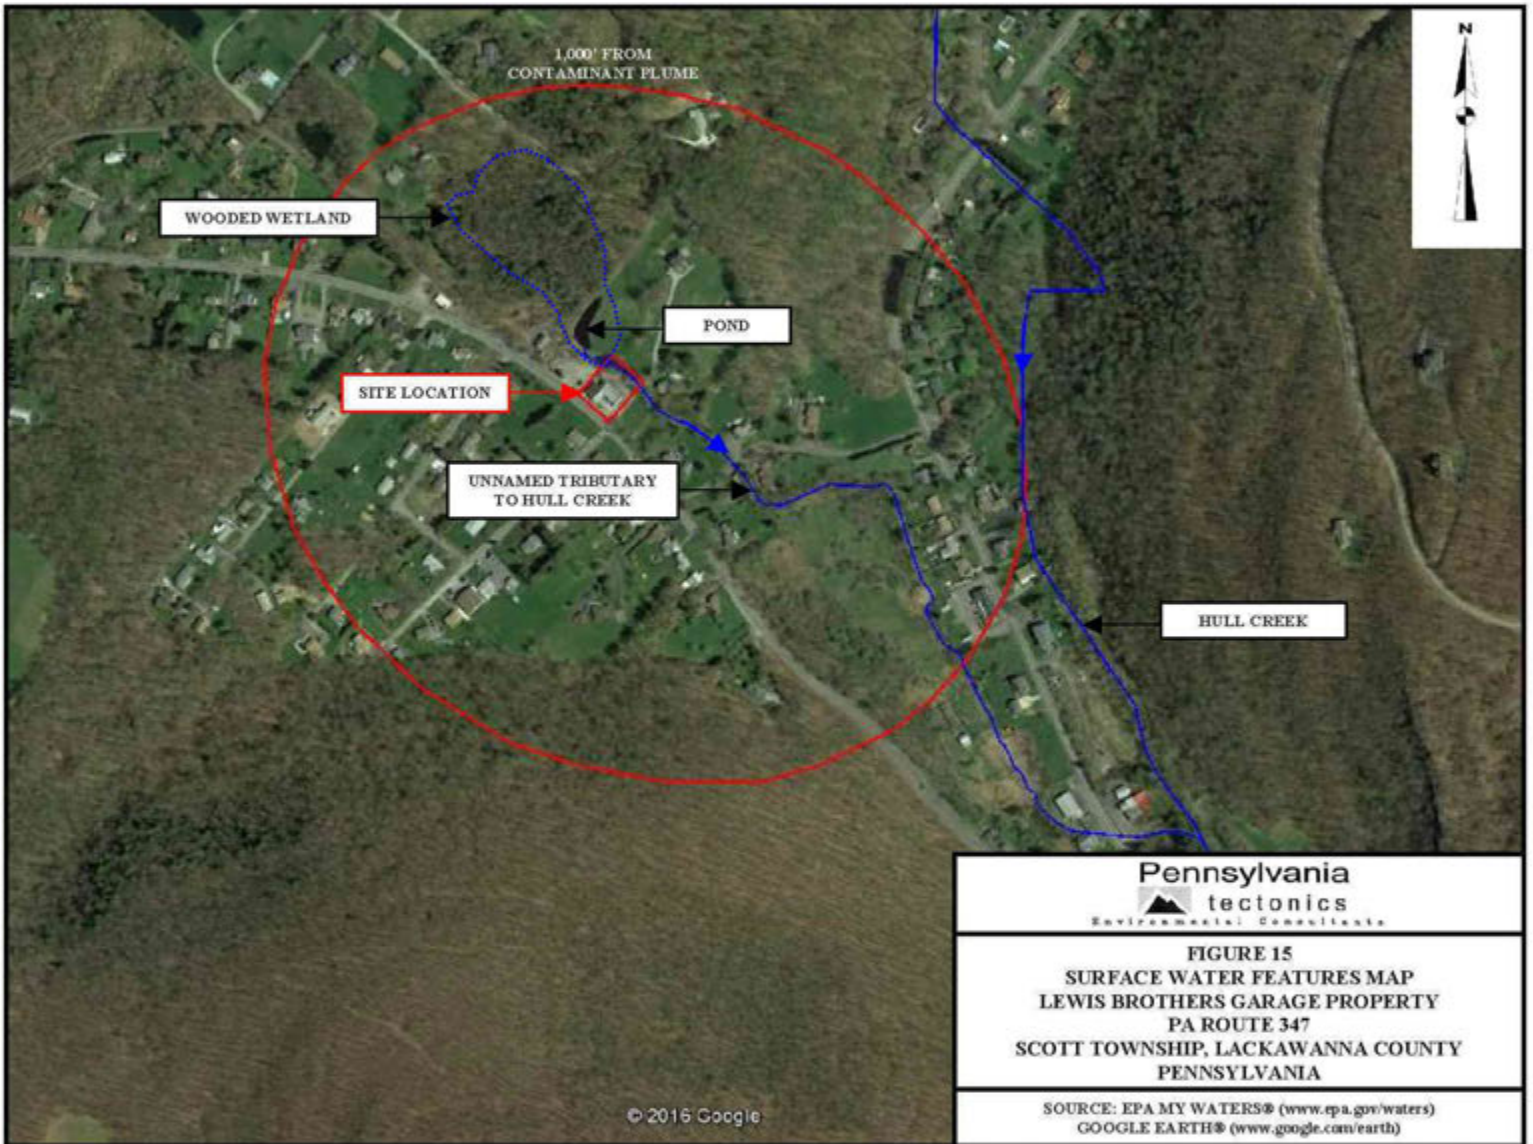 1,000' FROM
CONTAMINANT PLUME
N
WOODED WETLAND
POND
SITE LOCATION
UNNAMED TRIBUTARY
TO HULL CREEK
HULL CREEK
Pennsylvania
tectonics
Environmental Consultants
FIGURE 15
SURFACE WATER FEATURES MAP
LEWIS BROTHERS GARAGE PROPERTY
PA ROUTE 347
SCOTT TOWNSHIP, LACKAWANNA COUNTY
PENNSYLVANIA
SOURCE: EPA MY WATERS® (www.epa.gov/waters)
GOOGLE EARTH® (www.google.com/earth)
© 2016 Google